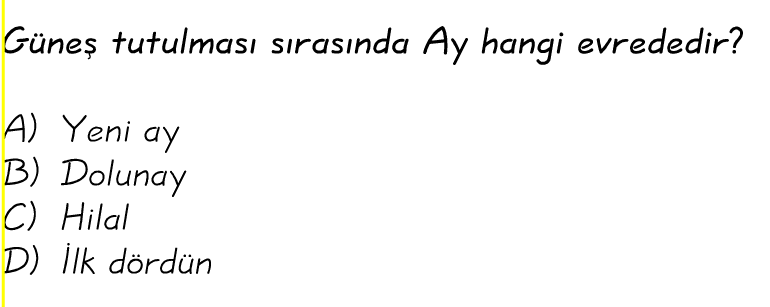 Güneş tutulması sırasında Ay hangi evrededir?
A) Yeni ay
B) Dolunay
C) Hilal
D) İlk dördün